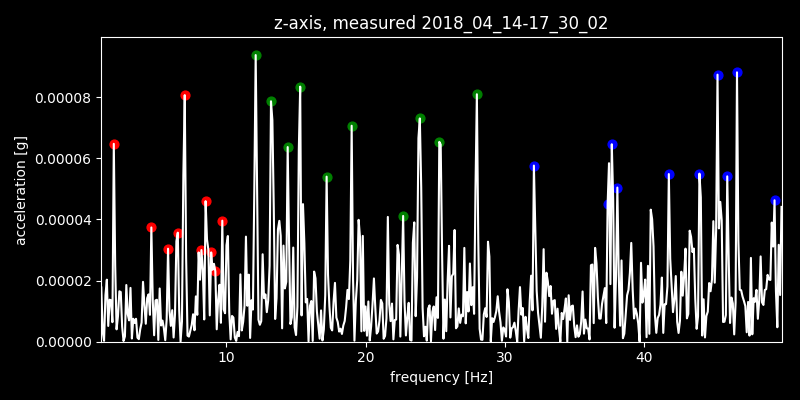 z-axis, measured 2018_04_14-17_30_02
0.00008
0.00006
0.00004
0.00002
0.00000
acceleration [g]
10 20 30 40
frequency [Hz]